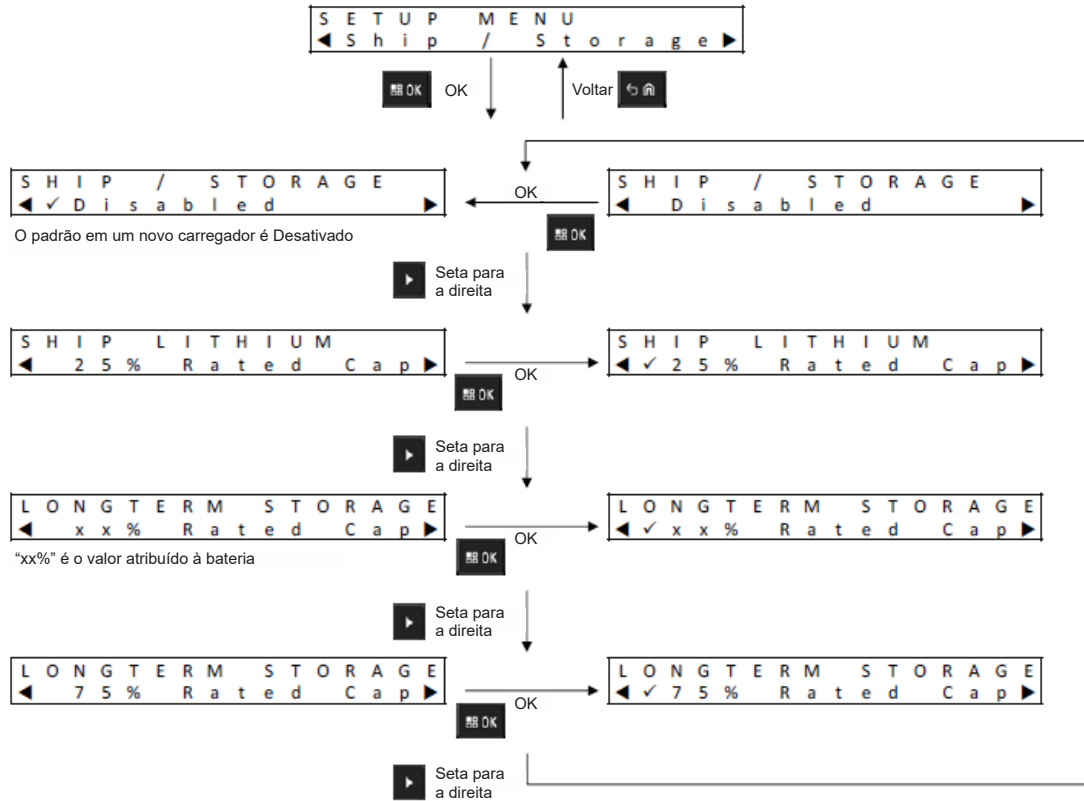 SETUP MENU
◀Ship / Storage▶
OK OK Voltar
SHIP / STORAGE
◀✓Disabled ▶
O padrão em um novo carregador é Desativado
OK
OK
SHIP / STORAGE
◀ Disabled ▶
Seta para
a direita
SHIP LITHIUM
◀ 25% Rated Cap▶
OK
OK
SHIP LITHIUM
◀✓25% Rated Cap▶
Seta para
a direita
LONGTERM STORAGE
◀ xx% Rated Cap▶
“xx%” é o valor atribuído à bateria
OK
OK
LONGTERM STORAGE
◀✓xx% Rated Cap▶
Seta para
a direita
LONGTERM STORAGE
◀ 75% Rated Cap▶
OK
OK
LONGTERM STORAGE
◀✓75% Rated Cap▶
Seta para
a direita